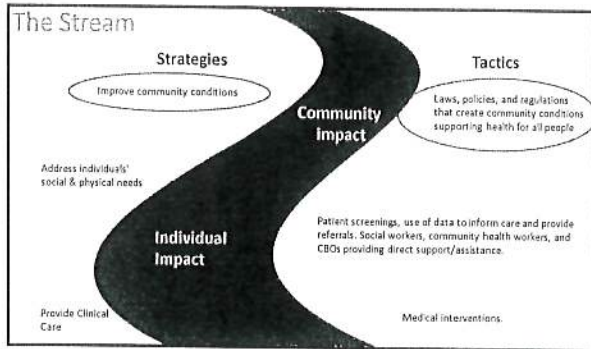 The Stream
Strategies
Tactics
Improve community conditions
Laws, policies, and regulations
that create community conditions
supporting health for all people
Community
impact
Address individuals'
social & physical needs
Patient screenings, use of data to inform care and provide
referrals. Social workers, community health workers, and
CBOs providing direct support/assistance.
Individual
Impact
Provide Clinical
Care
Medical interventions.